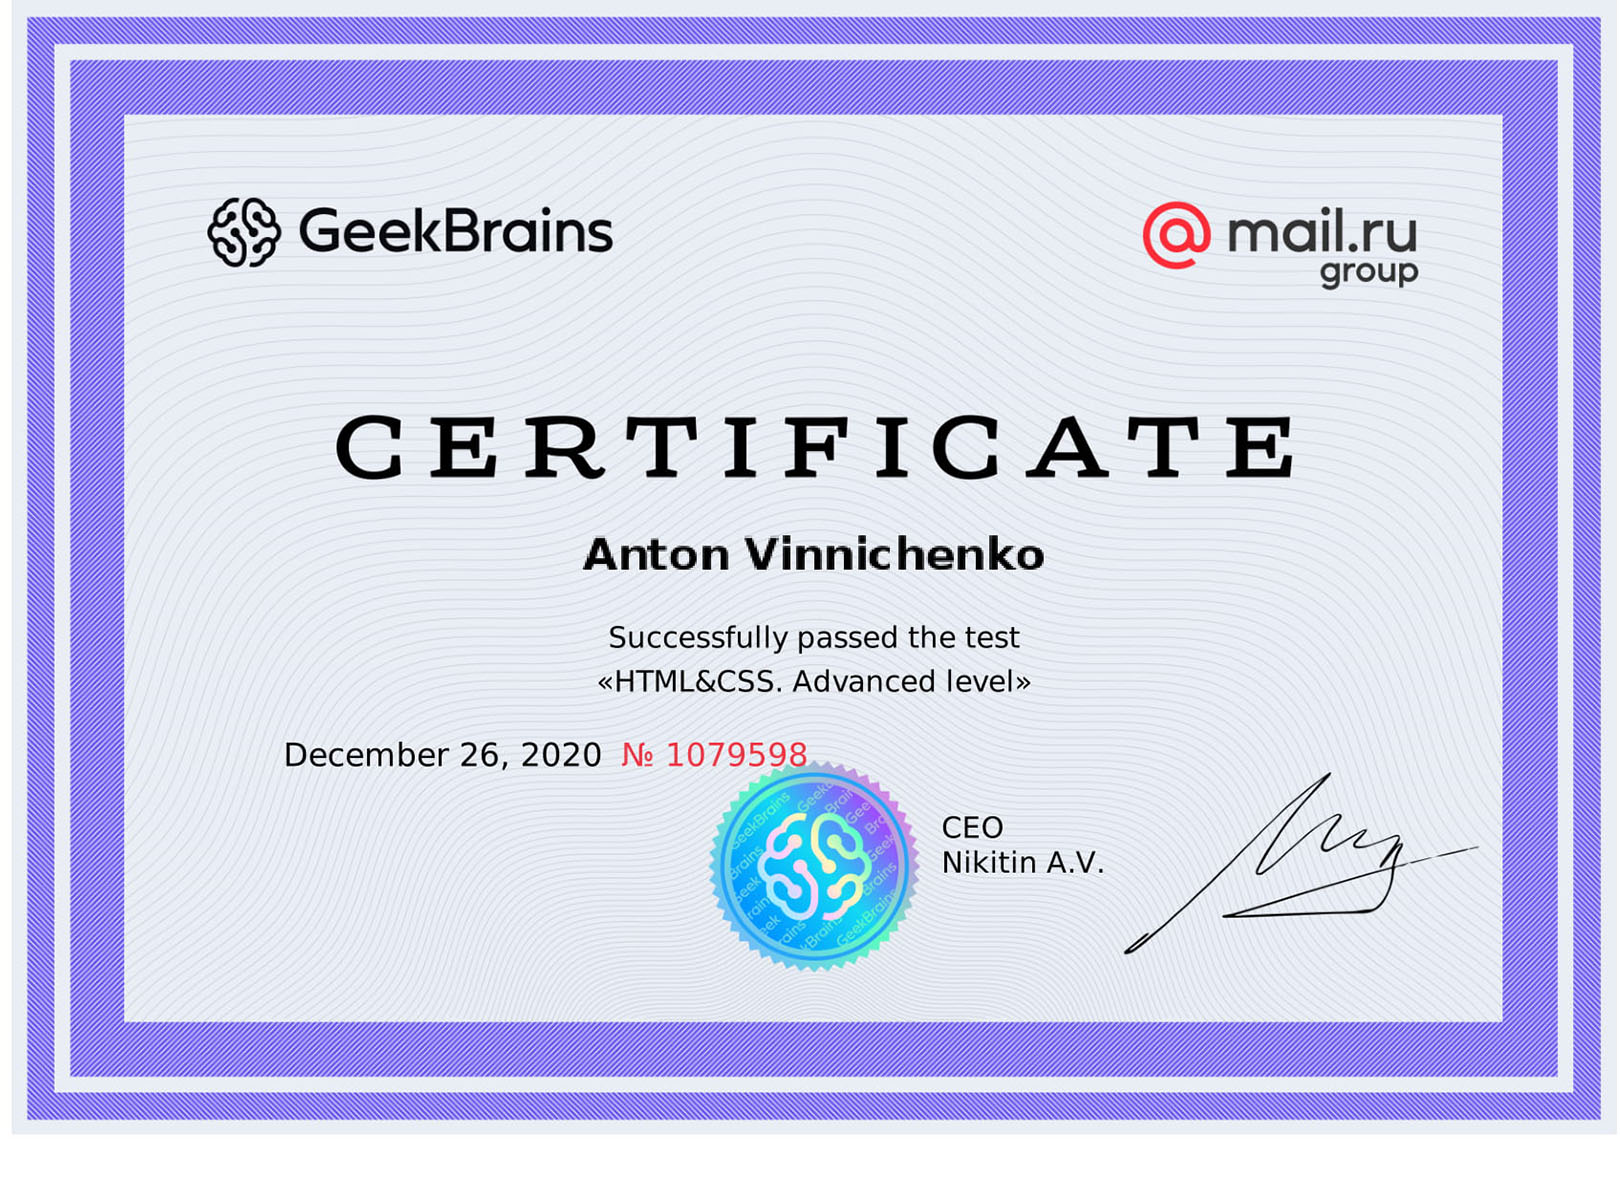 GeekBrains
@mail.ru
group
CERTIFICATE
Anton Vinnichenko
Successfully passed the test
«HTML&CSS. Advanced level»
December 26, 2020 № 1079598
CEO
Nikitin A.V.